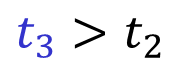 t₃ > t₂